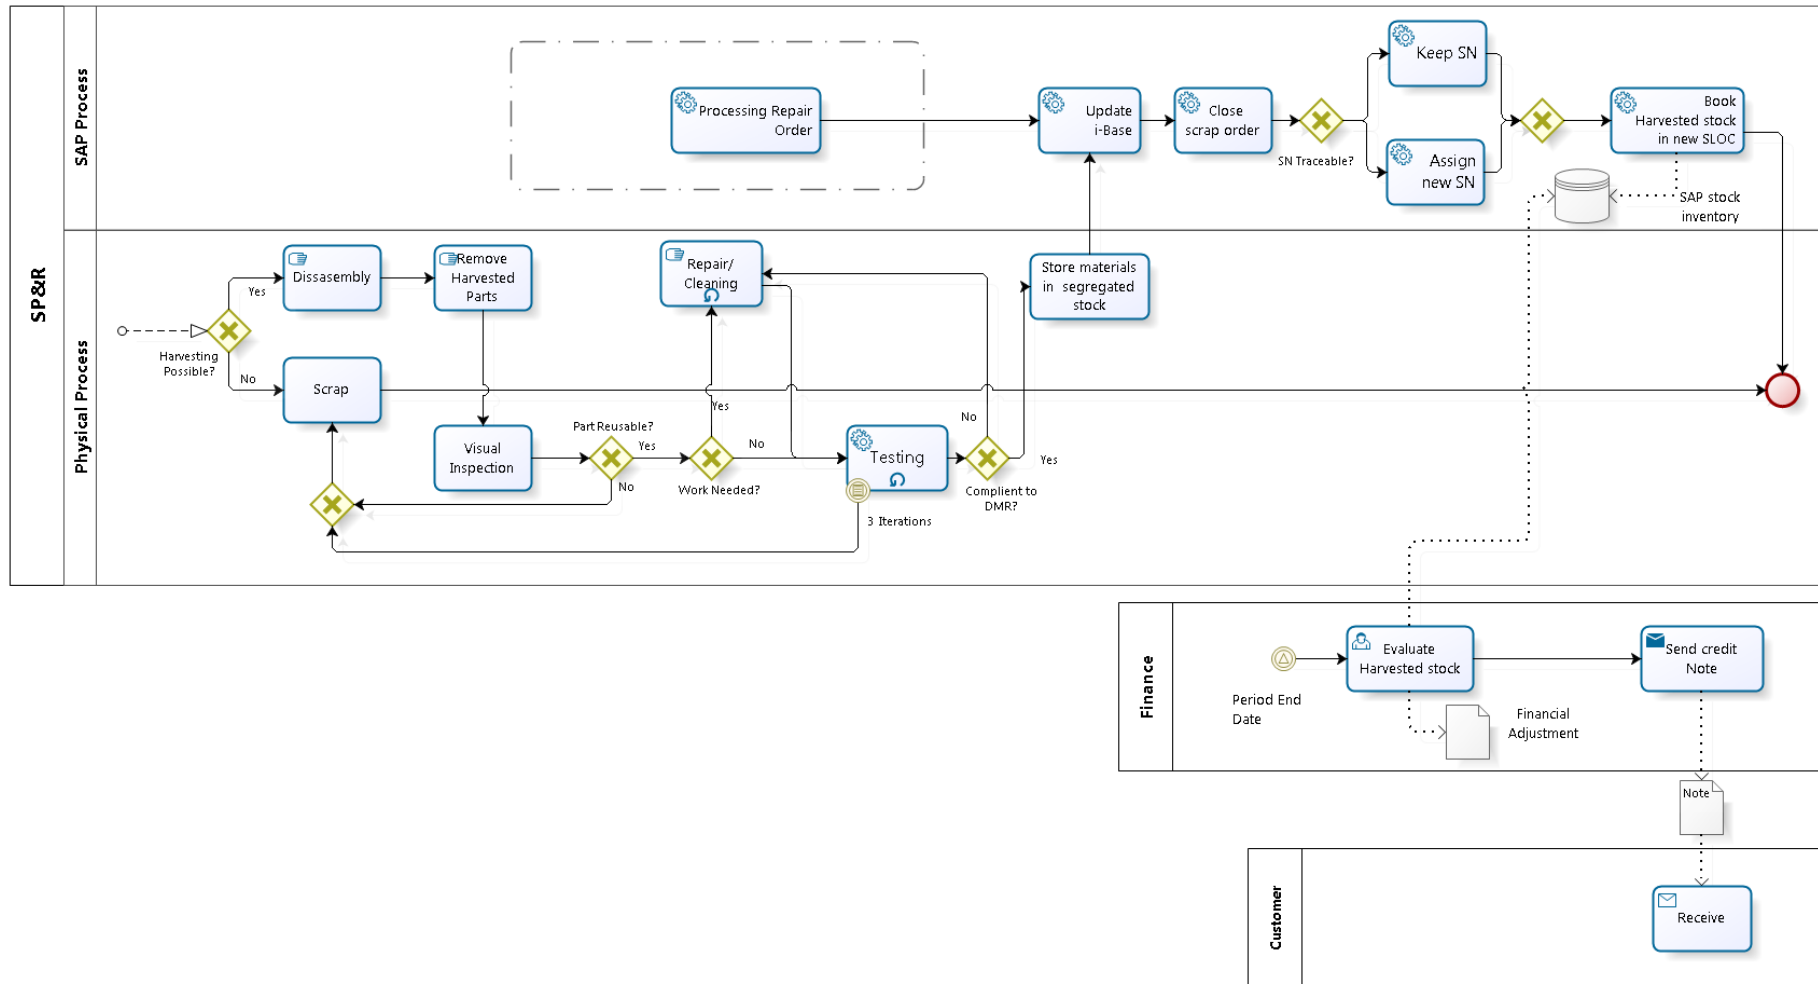 SP&R
SAP Process
Processing Repair
Order
Update
i-Base
Close
scrap order
SN Traceable?
Keep SN
Assign
new SN
Book
Harvested stock
in new SLOC
SAP stock
inventory
Physical Process
Harvesting
Possible?
Yes
No
Dissasembly
Remove
Harvested
Parts
Scrap
Visual
Inspection
Part Reusable?
Yes
No
Work Needed?
Yes
No
Repair/
Cleaning
Testing
3 Iterations
Complient to
DMR?
No
Yes
Store materials
in segregated
stock
Finance
Period End
Date
Evaluate
Harvested stock
Financial
Adjustment
Send credit
Note
Note
Customer
Receive